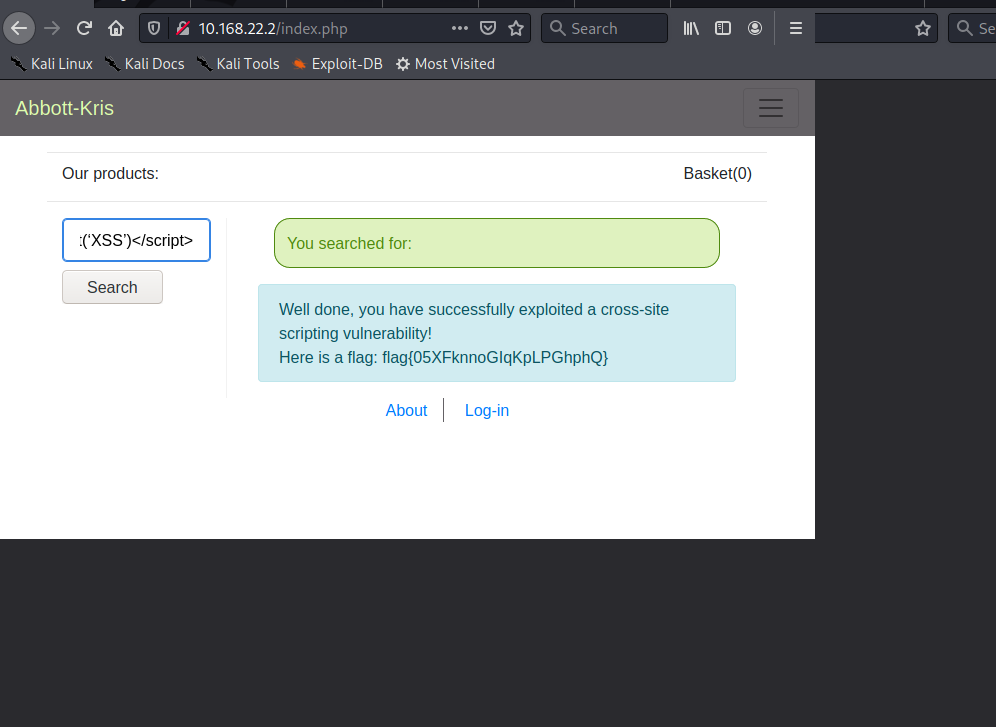 10.168.22.2/index.php
Search
Se
Kali Linux
Kali Docs
Kali Tools
Exploit-DB
Most Visited
Abbott-Kris
Our products:
Basket(0)
:(‘XSS’)</script>
Search
You searched for:
Well done, you have successfully exploited a cross-site
scripting vulnerability!
Here is a flag: flag{05XFknnoGIqKpLPGhphQ}
About
Log-in